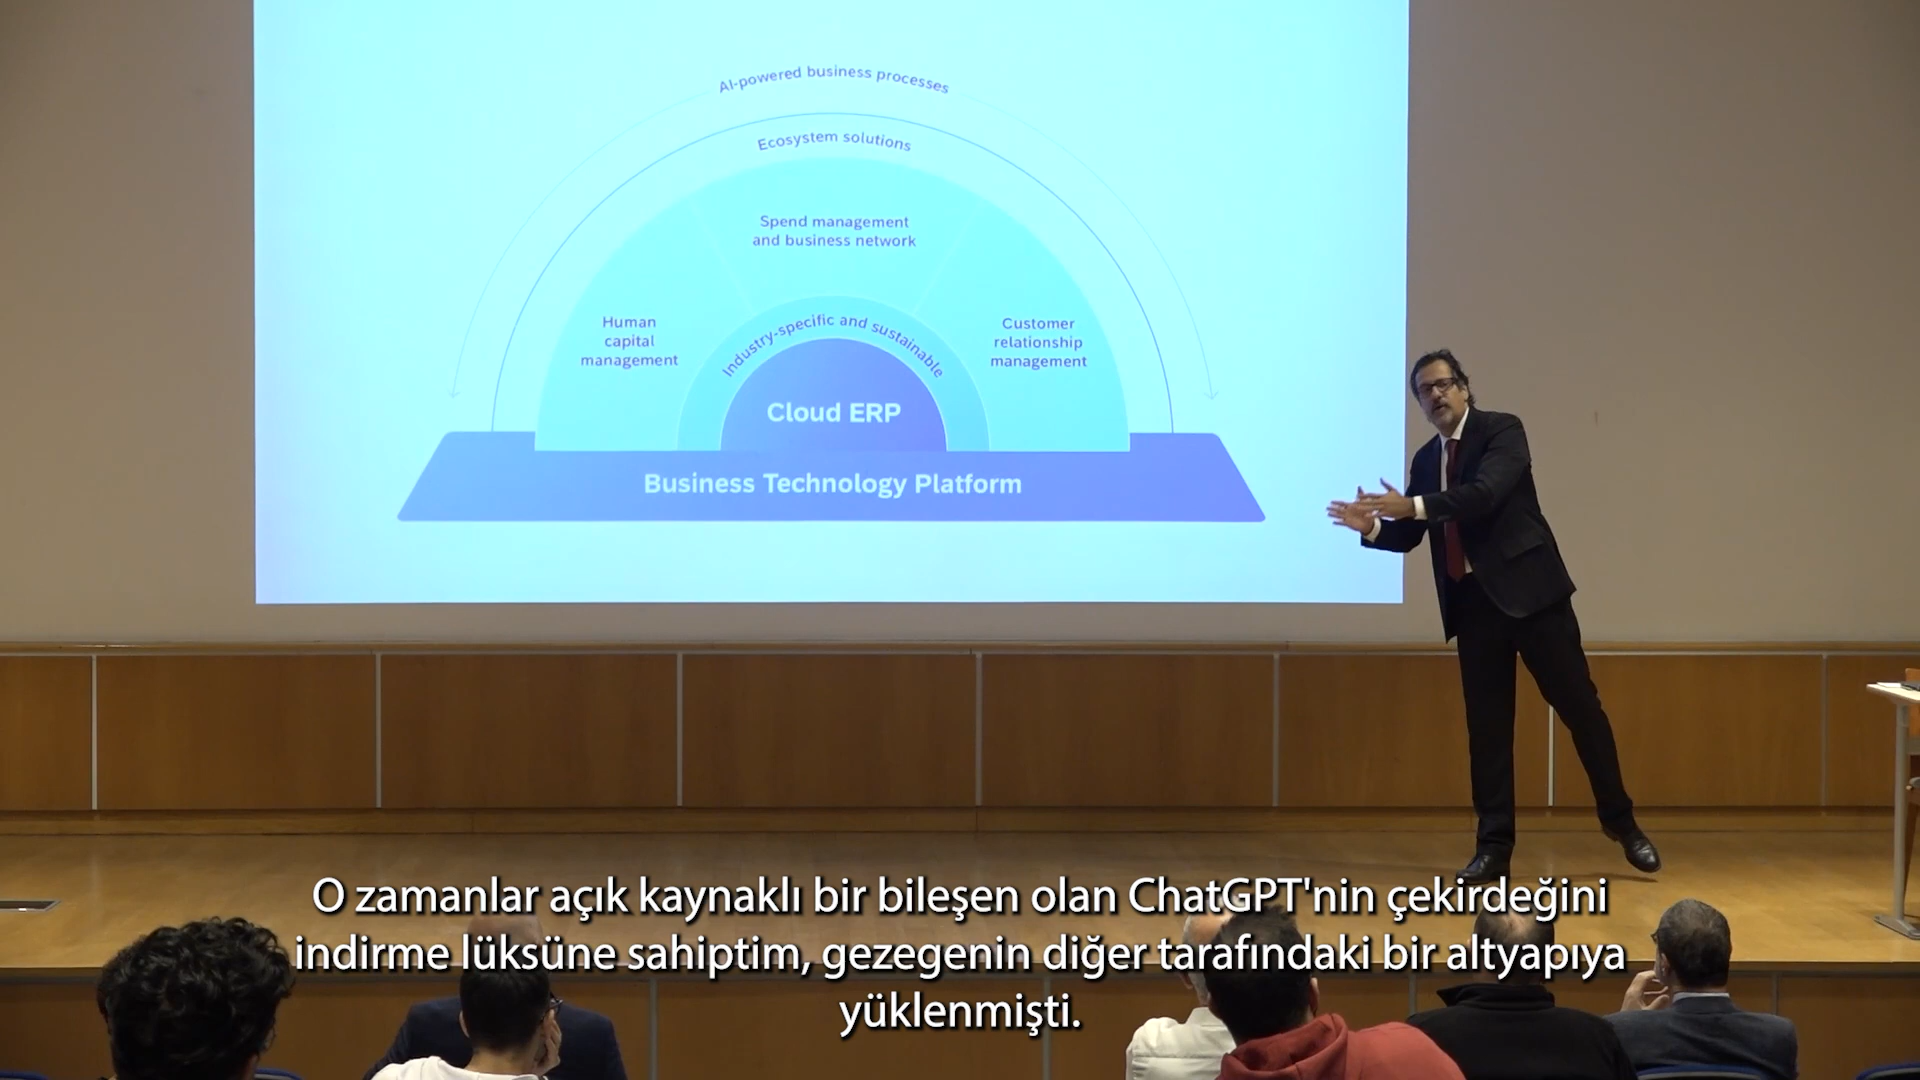 AI-powered business processes
Ecosystem solutions
Spend management
and business network
Human
capital
management
Customer
relationship
management
Industry-specific and sustainable
Cloud ERP
Business Technology Platform
O zamanlar açık kaynaklı bir bileşen olan ChatGPT'nin çekirdeğini
indirme lüksüne sahiptim, gezegenin diğer tarafındaki bir altyapıya
yüklenmişti.